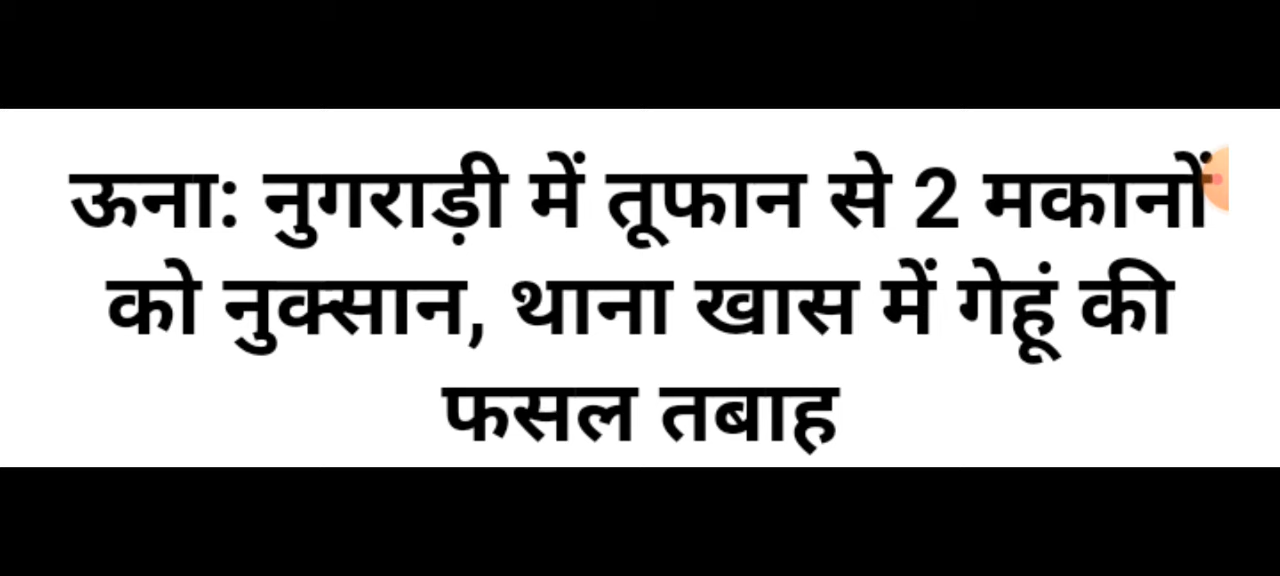 ऊना: नुगराड़ी में तूफान से 2 मकानों
को नुक्सान, थाना खास में गेहूं की
फसल तबाह